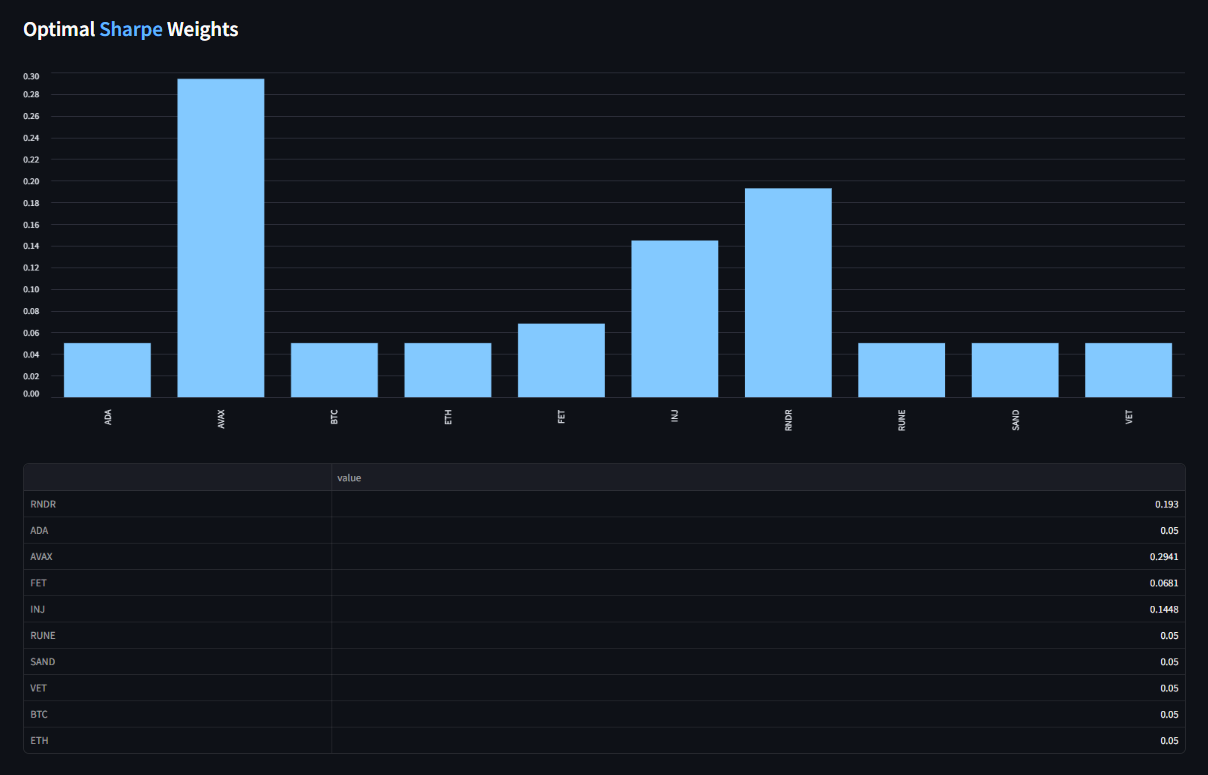 Optimal Sharpe Weights
0.30
0.28
0.26
0.24
0.22
0.20
0.18
0.16
0.14
0.12
0.10
0.08
0.06
0.04
0.02
0.00
ADA AVAX BTC ETH FET INJ RNDR RUNE SAND VET
value
RNDR 0.193
ADA 0.05
AVAX 0.2941
FET 0.0681
INJ 0.1448
RUNE 0.05
SAND 0.05
VET 0.05
BTC 0.05
ETH 0.05